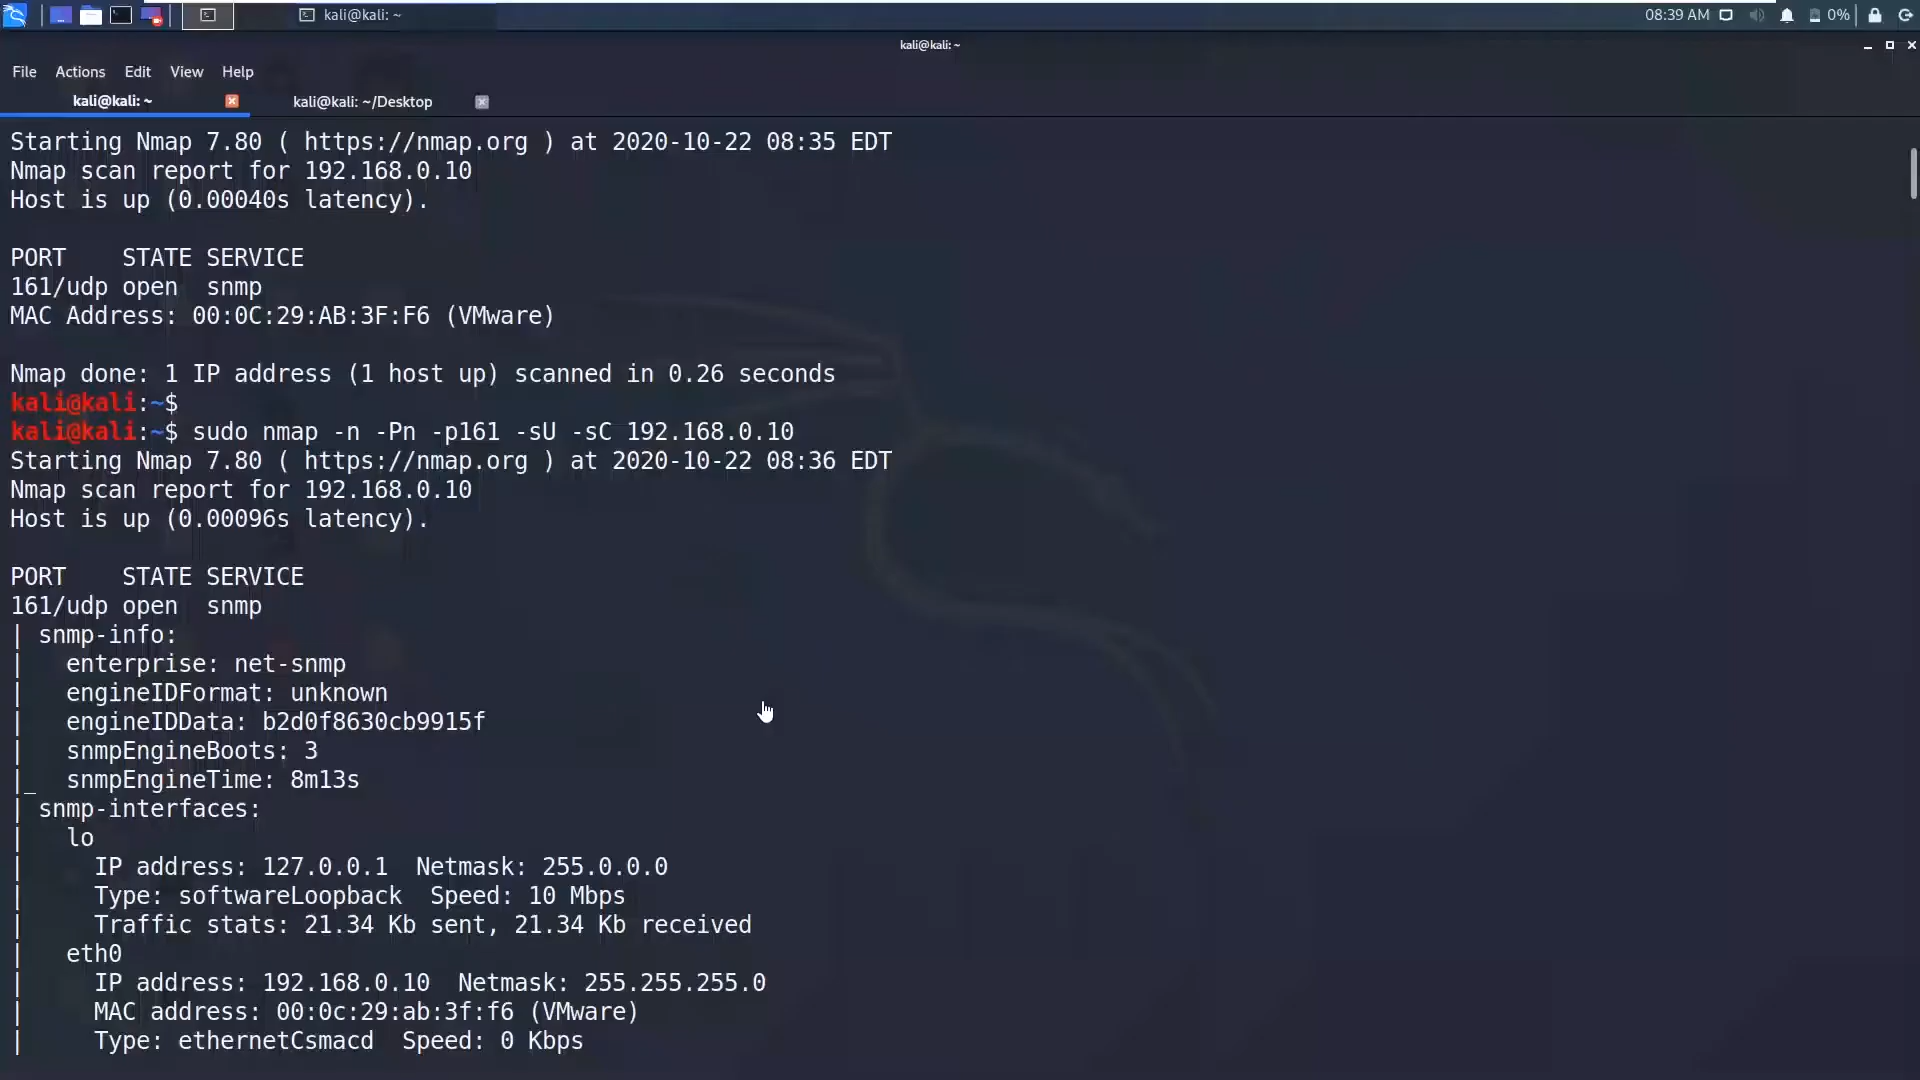 kali@kali: ~
08:39 AM
0%
kali@kali: ~
File Actions Edit View Help
kali@kali: ~
kali@kali: ~/Desktop
Starting Nmap 7.80 ( https://nmap.org ) at 2020-10-22 08:35 EDT
Nmap scan report for 192.168.0.10
Host is up (0.00040s latency).
PORT    STATE SERVICE
161/udp open  snmp
MAC Address: 00:0C:29:AB:3F:F6 (VMware)
Nmap done: 1 IP address (1 host up) scanned in 0.26 seconds
kali@kali:~$
kali@kali:~$ sudo nmap -n -Pn -p161 -sU -sC 192.168.0.10
Starting Nmap 7.80 ( https://nmap.org ) at 2020-10-22 08:36 EDT
Nmap scan report for 192.168.0.10
Host is up (0.00096s latency).
PORT    STATE SERVICE
161/udp open  snmp
| snmp-info:
|   enterprise: net-snmp
|   engineIDFormat: unknown
|   engineIDData: b2d0f8630cb9915f
|   snmpEngineBoots: 3
|_  snmpEngineTime: 8m13s
| snmp-interfaces:
|   lo
|     IP address: 127.0.0.1  Netmask: 255.0.0.0
|     Type: softwareLoopback  Speed: 10 Mbps
|     Traffic stats: 21.34 Kb sent, 21.34 Kb received
|   eth0
|     IP address: 192.168.0.10  Netmask: 255.255.255.0
|     MAC address: 00:0c:29:ab:3f:f6 (VMware)
|     Type: ethernetCsmacd  Speed: 0 Kbps